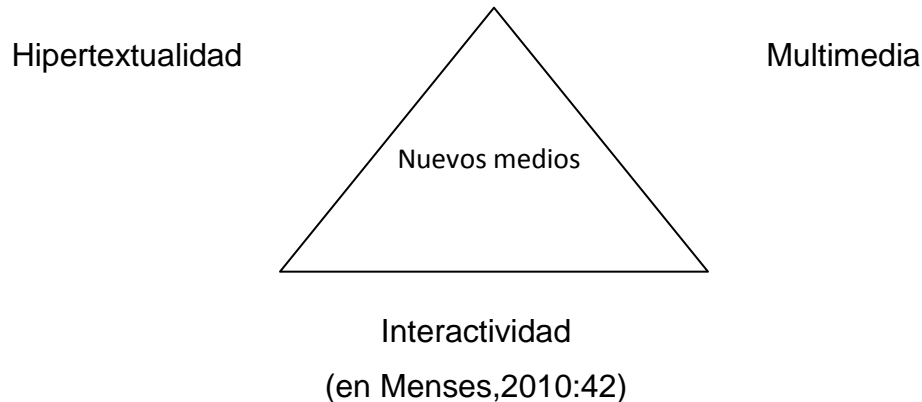 Hipertextualidad
Multimedia
Nuevos medios
Interactividad
(en Menses,2010:42)